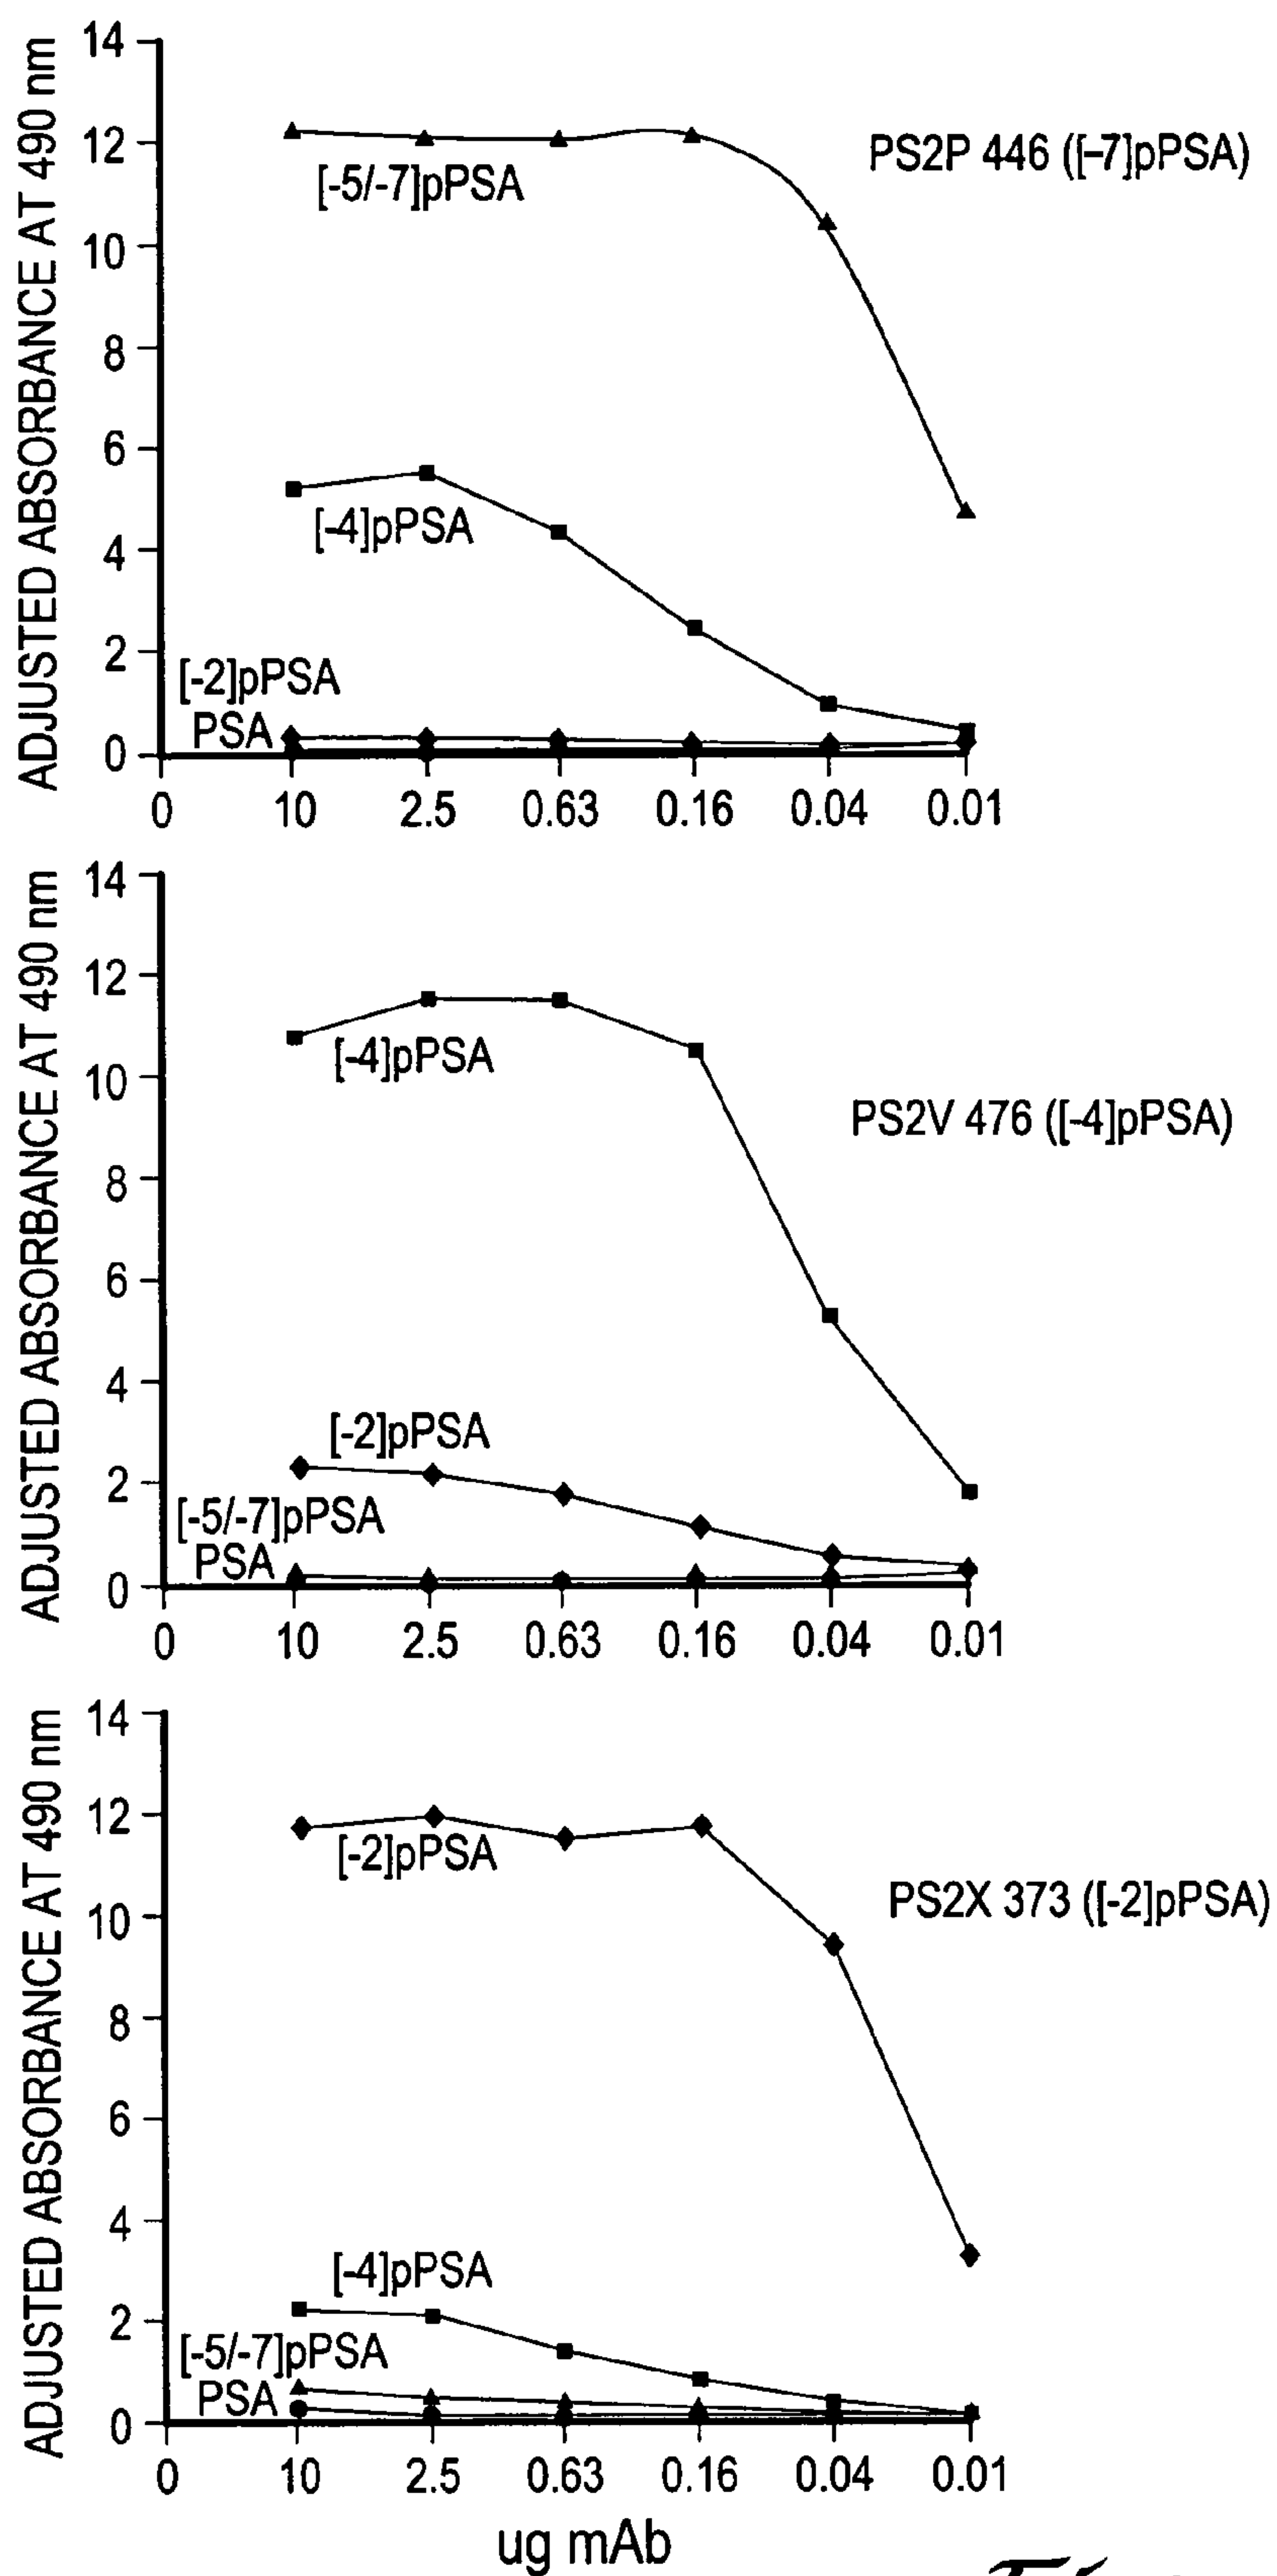 ADJUSTED ABSORBANCE AT 490 nm
14
12
10
8
6
4
2
0
[-5/-7]pPSA
PS2P 446 ([-7]pPSA)
[-4]pPSA
[-2]pPSA
PSA
0 10 2.5 0.63 0.16 0.04 0.01
ADJUSTED ABSORBANCE AT 490 nm
14
12
10
8
6
4
2
0
[-4]pPSA
PS2V 476 ([-4]pPSA)
[-2]pPSA
[-5/-7]pPSA
PSA
0 10 2.5 0.63 0.16 0.04 0.01
ADJUSTED ABSORBANCE AT 490 nm
14
12
10
8
6
4
2
0
[-2]pPSA
PS2X 373 ([-2]pPSA)
[-4]pPSA
[-5/-7]pPSA
PSA
0 10 2.5 0.63 0.16 0.04 0.01
ug mAb